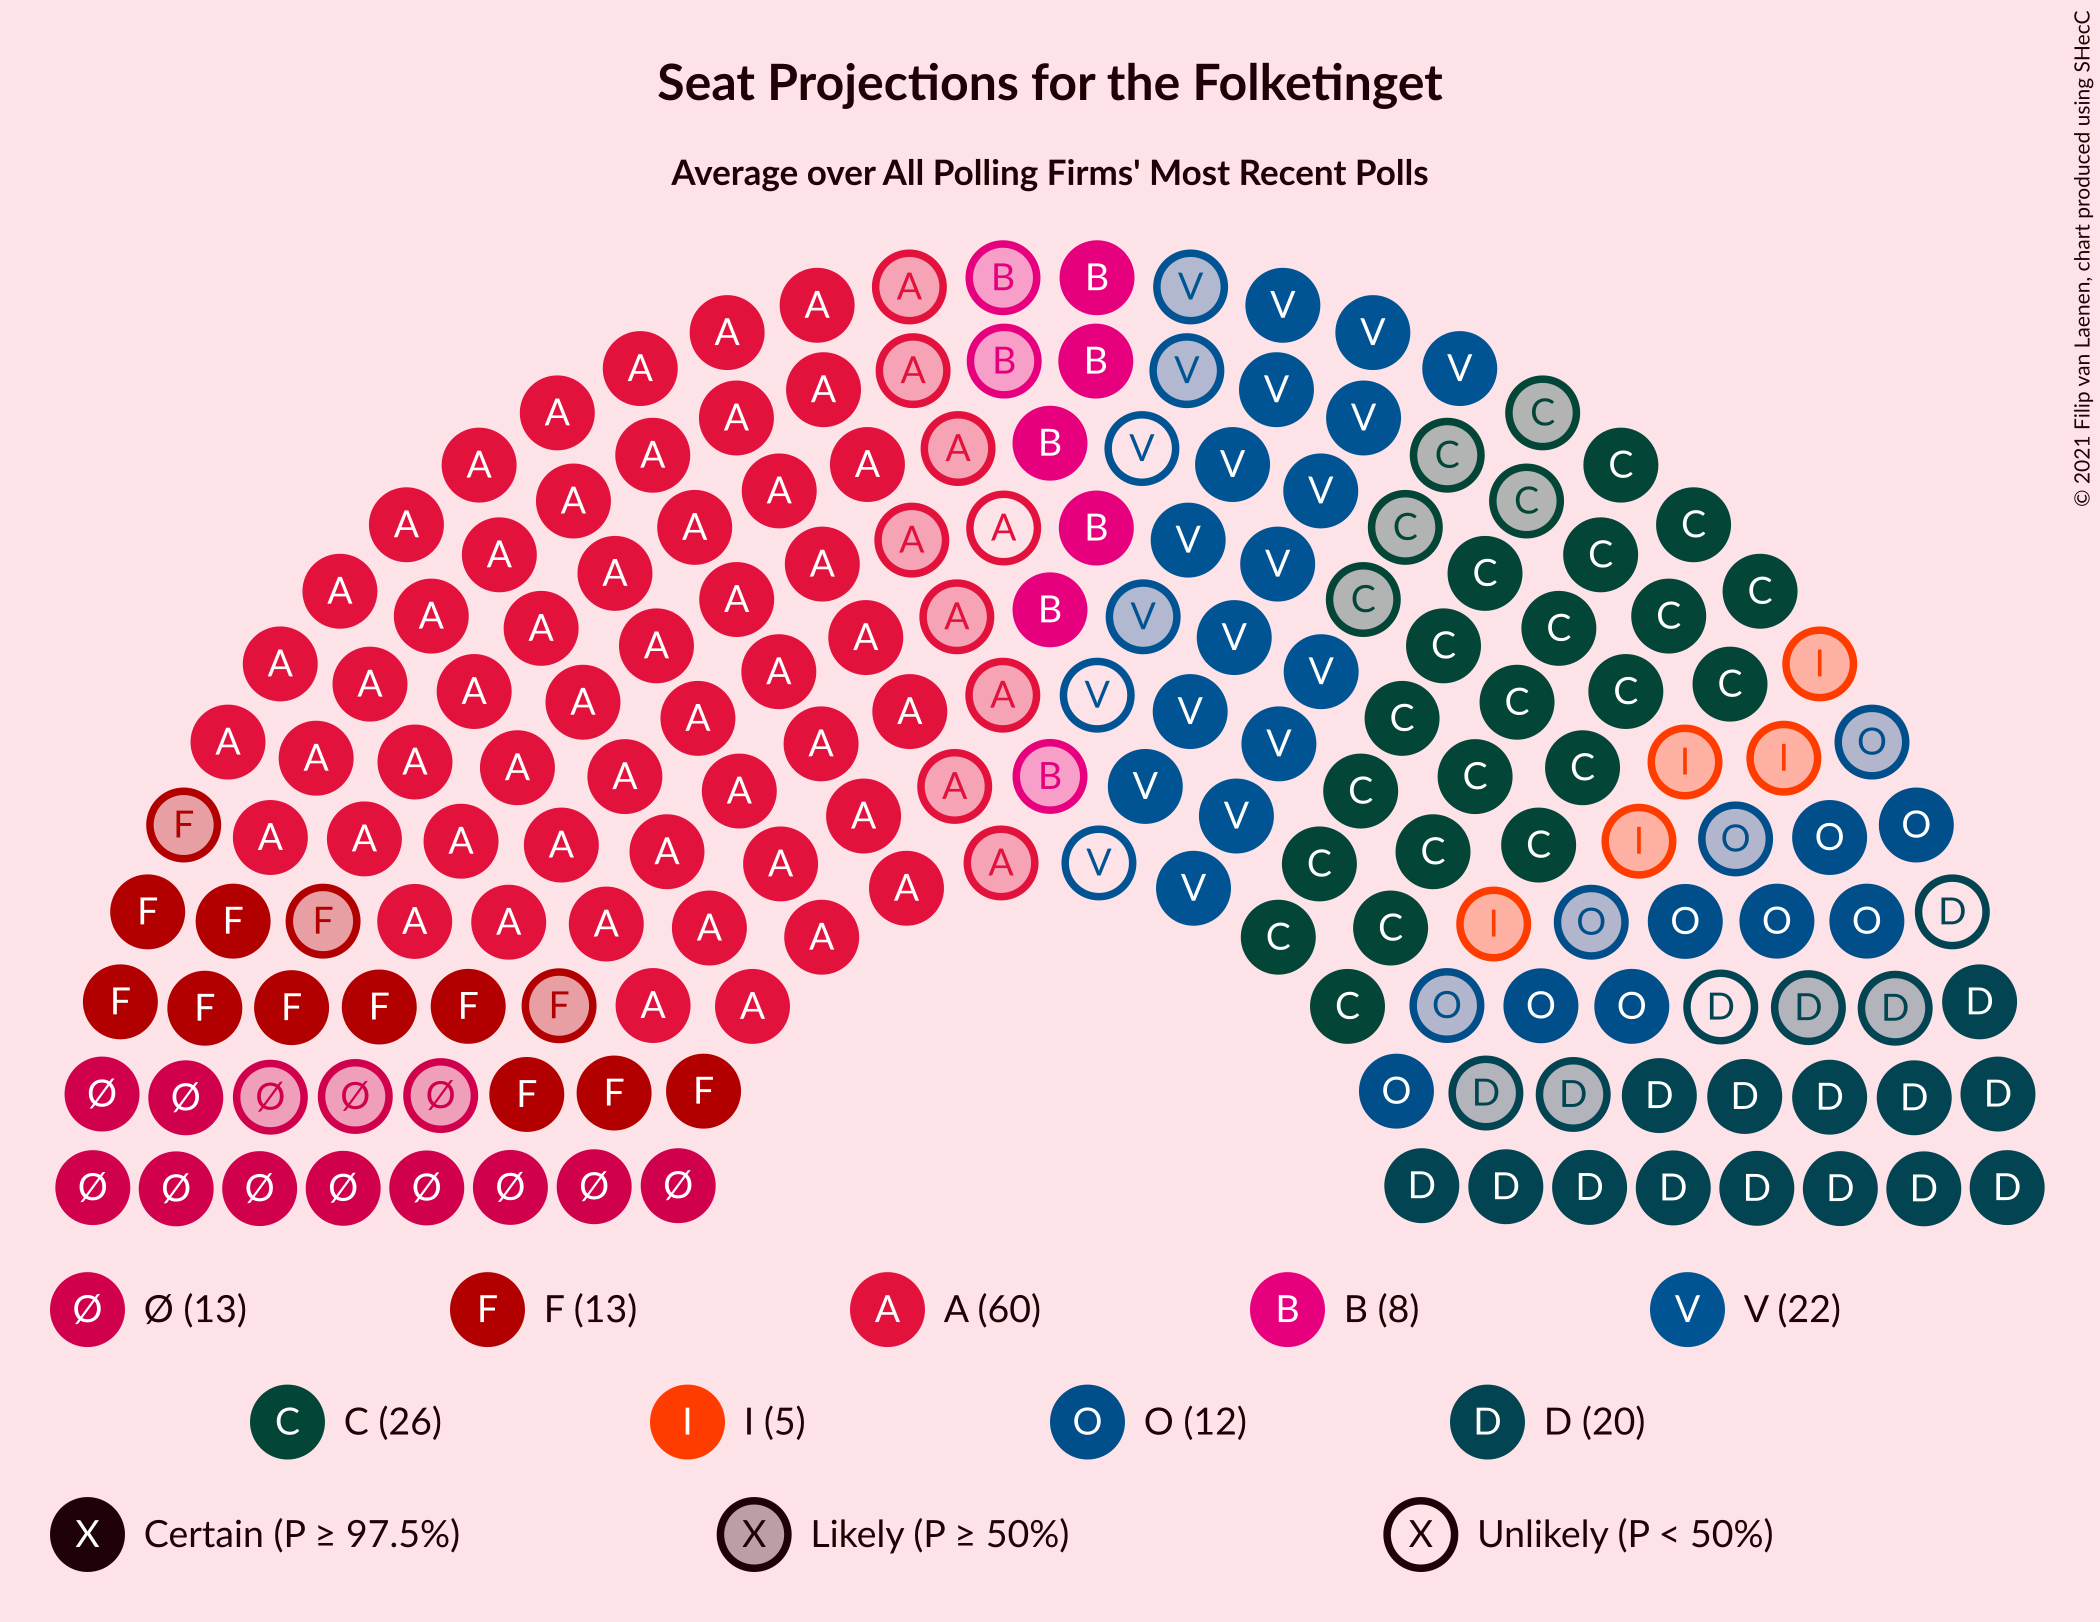 Seat Projections for the Folketinget
Average over All Polling Firms' Most Recent Polls
© 2021 Filip van Laenen, chart produced using SHecC
A B B V
A V
A V
A A B B V V
A V
A A V C
A A A A B V V C C
A A V C
A A A A B V C C
A A A V C C
A A C C
A A B V C
A A A V C C
A A V I
A A A V C C
A A A V C C
A A V O
A A A C I I
A A A B V C C
F A V O
A A A A A A A V C C C I O O
A V
F F F A A A A A C C I O O O O D
F F F F F F A A C O O O D D D D
Ø Ø Ø Ø Ø F F F O D D D D D D D
Ø Ø Ø Ø Ø Ø Ø Ø D D D D D D D D
Ø Ø (13) F F (13) A A (60) B B (8) V V (22)
C C (26) I I (5) O O (12) D D (20)
X Certain (P ≥ 97.5%) X Likely (P ≥ 50%) X Unlikely (P < 50%)